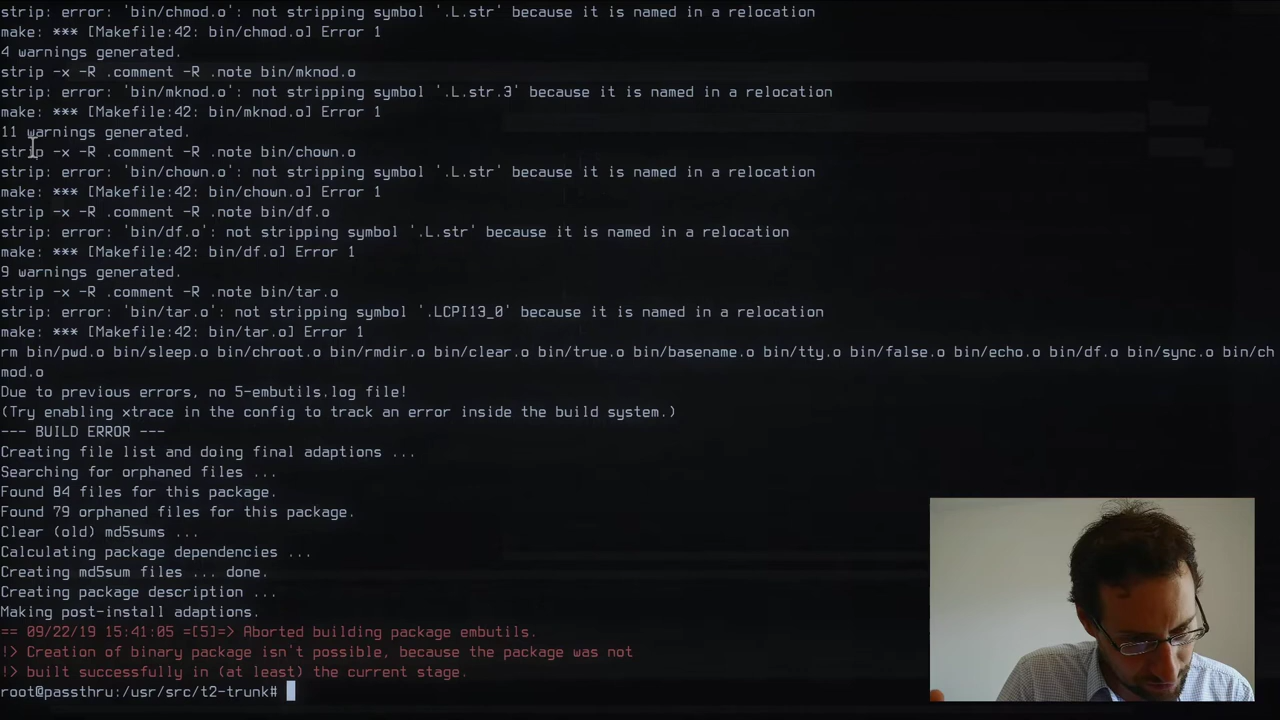 strip: error: 'bin/chmod.o': not stripping symbol '.L.str' because it is named in a relocation
make: *** [Makefile:42: bin/chmod.o] Error 1
4 warnings generated.
strip -x -R .comment -R .note bin/mknod.o
strip: error: 'bin/mknod.o': not stripping symbol '.L.str.3' because it is named in a relocation
make: *** [Makefile:42: bin/mknod.o] Error 1
11 warnings generated.
strip -x -R .comment -R .note bin/chown.o
strip: error: 'bin/chown.o': not stripping symbol '.L.str' because it is named in a relocation
make: *** [Makefile:42: bin/chown.o] Error 1
strip -x -R .comment -R .note bin/df.o
strip: error: 'bin/df.o': not stripping symbol '.L.str' because it is named in a relocation
make: *** [Makefile:42: bin/df.o] Error 1
9 warnings generated.
strip -x -R .comment -R .note bin/tar.o
strip: error: 'bin/tar.o': not stripping symbol '.LCPI13_0' because it is named in a relocation
make: *** [Makefile:42: bin/tar.o] Error 1
rm bin/pwd.o bin/sleep.o bin/chroot.o bin/rmdir.o bin/clear.o bin/true.o bin/basename.o bin/tty.o bin/false.o bin/echo.o bin/df.o bin/sync.o bin/ch
mod.o
Due to previous errors, no 5-embutils.log file!
(Try enabling xtrace in the config to track an error inside the build system.)
--- BUILD ERROR ---
Creating file list and doing final adaptions ...
Searching for orphaned files ...
Found 84 files for this package.
Found 79 orphaned files for this package.
Clear (old) md5sums ...
Calculating package dependencies ...
Creating md5sum files ... done.
Creating package description ...
Making post-install adaptions.
== 09/22/19 15:41:05 =[5]=> Aborted building package embutils.
!> Creation of binary package isn't possible, because the package was not
!> built successfully in (at least) the current stage.
root@passthru:/usr/src/t2-trunk#